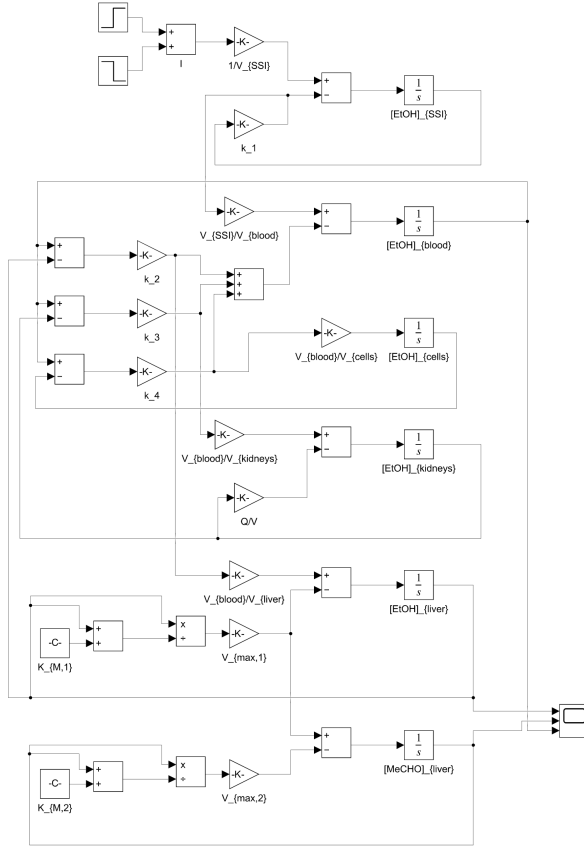 +
+
I
-K-
1/V_{SSI}
+
−
1
s
[EtOH]_{SSI}
-K-
k_1
-K-
V_{SSI}/V_{blood}
+
−
1
s
[EtOH]_{blood}
+
−
-K-
k_2
+
+
+
+
−
-K-
k_3
+
−
-K-
k_4
-K-
V_{blood}/V_{cells}
1
s
[EtOH]_{cells}
-K-
V_{blood}/V_{kidneys}
+
−
1
s
[EtOH]_{kidneys}
-K-
Q/V
-K-
V_{blood}/V_{liver}
+
−
1
s
[EtOH]_{liver}
-C-
K_{M,1}
+
+
×
÷
-K-
V_{max,1}
+
−
1
s
[MeCHO]_{liver}
-C-
K_{M,2}
+
+
×
÷
-K-
V_{max,2}